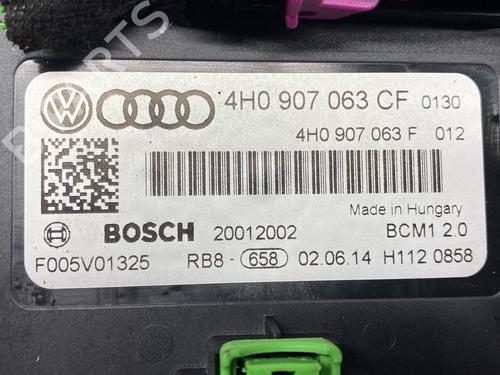 4H0 907 063 CF 0130
4H0 907 063 F 012
Made in Hungary
BOSCH 20012002 BCM1 2.0
F005V01325 RB8- 658 02.06.14 H112 0858